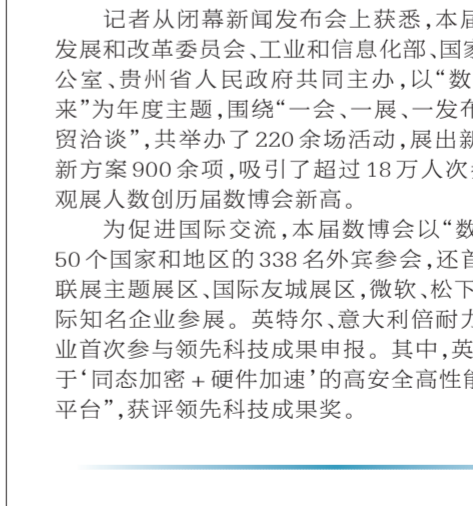 记者从闭幕新闻发布会上获悉，本届
发展和改革委员会、工业和信息化部、国家
公室、贵州省人民政府共同主办，以“数
来”为年度主题，围绕“一会、一展、一发布
贸洽谈”，共举办了220余场活动，展出新
新方案900余项，吸引了超过18万人次
观展人数创历届数博会新高。
为促进国际交流，本届数博会以“数
50个国家和地区的338名外宾参会，还首
联展主题展区、国际友城展区，微软、松下
际知名企业参展。英特尔、意大利倍耐力
业首次参与领先科技成果申报。其中，英
于‘同态加密+硬件加速’的高安全高性能
平台”，获评领先科技成果奖。